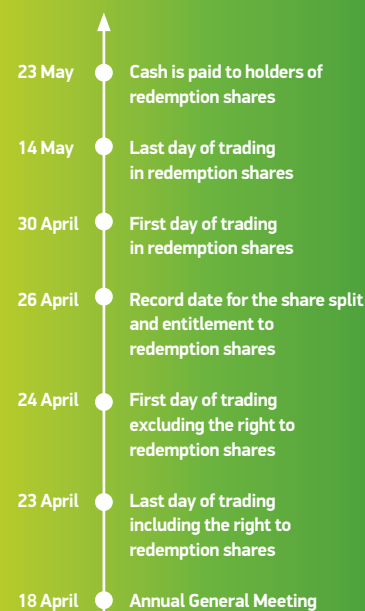 23 May Cash is paid to holders of
redemption shares
14 May Last day of trading
in redemption shares
30 April First day of trading
in redemption shares
26 April Record date for the share split
and entitlement to
redemption shares
24 April First day of trading
excluding the right to
redemption shares
23 April Last day of trading
including the right to
redemption shares
18 April Annual General Meeting